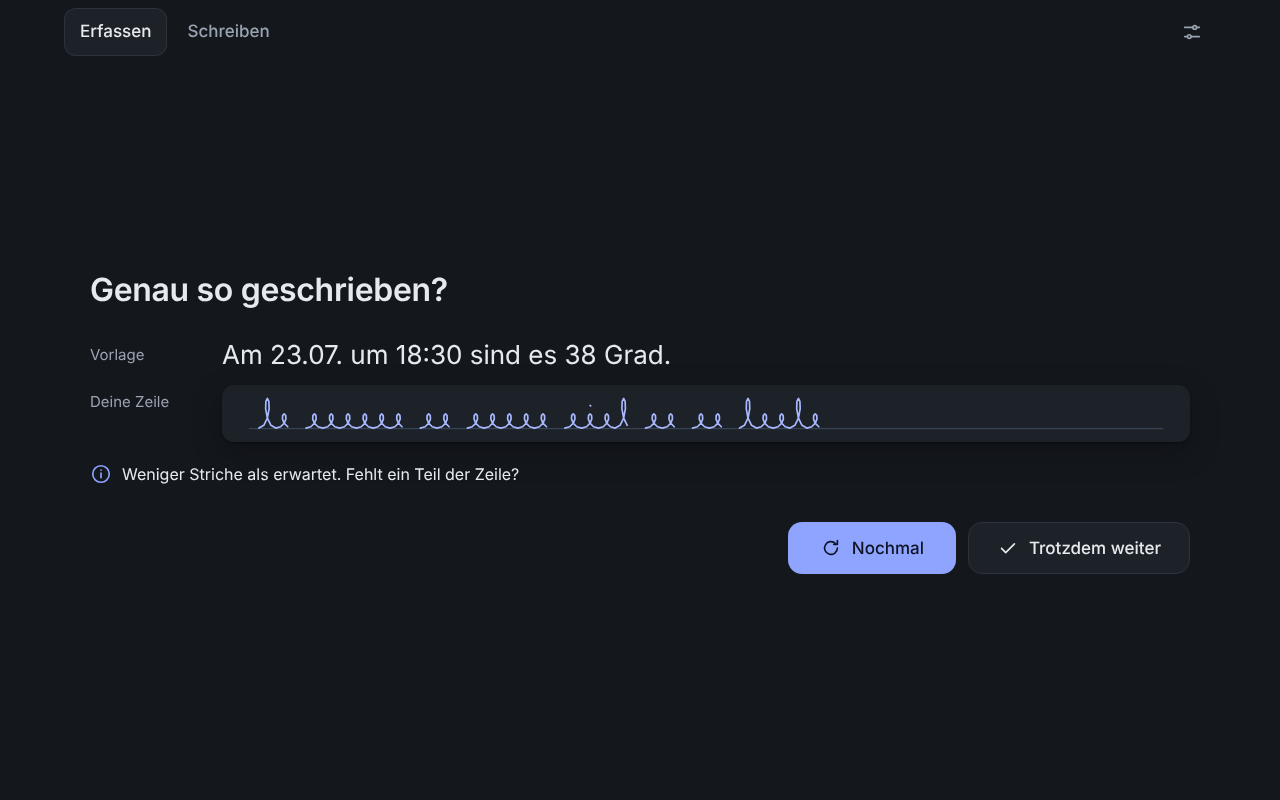 Erfassen Schreiben
Genau so geschrieben?
Vorlage Am 23.07. um 18:30 sind es 38 Grad.
Deine Zeile
Weniger Striche als erwartet. Fehlt ein Teil der Zeile?
Nochmal Trotzdem weiter